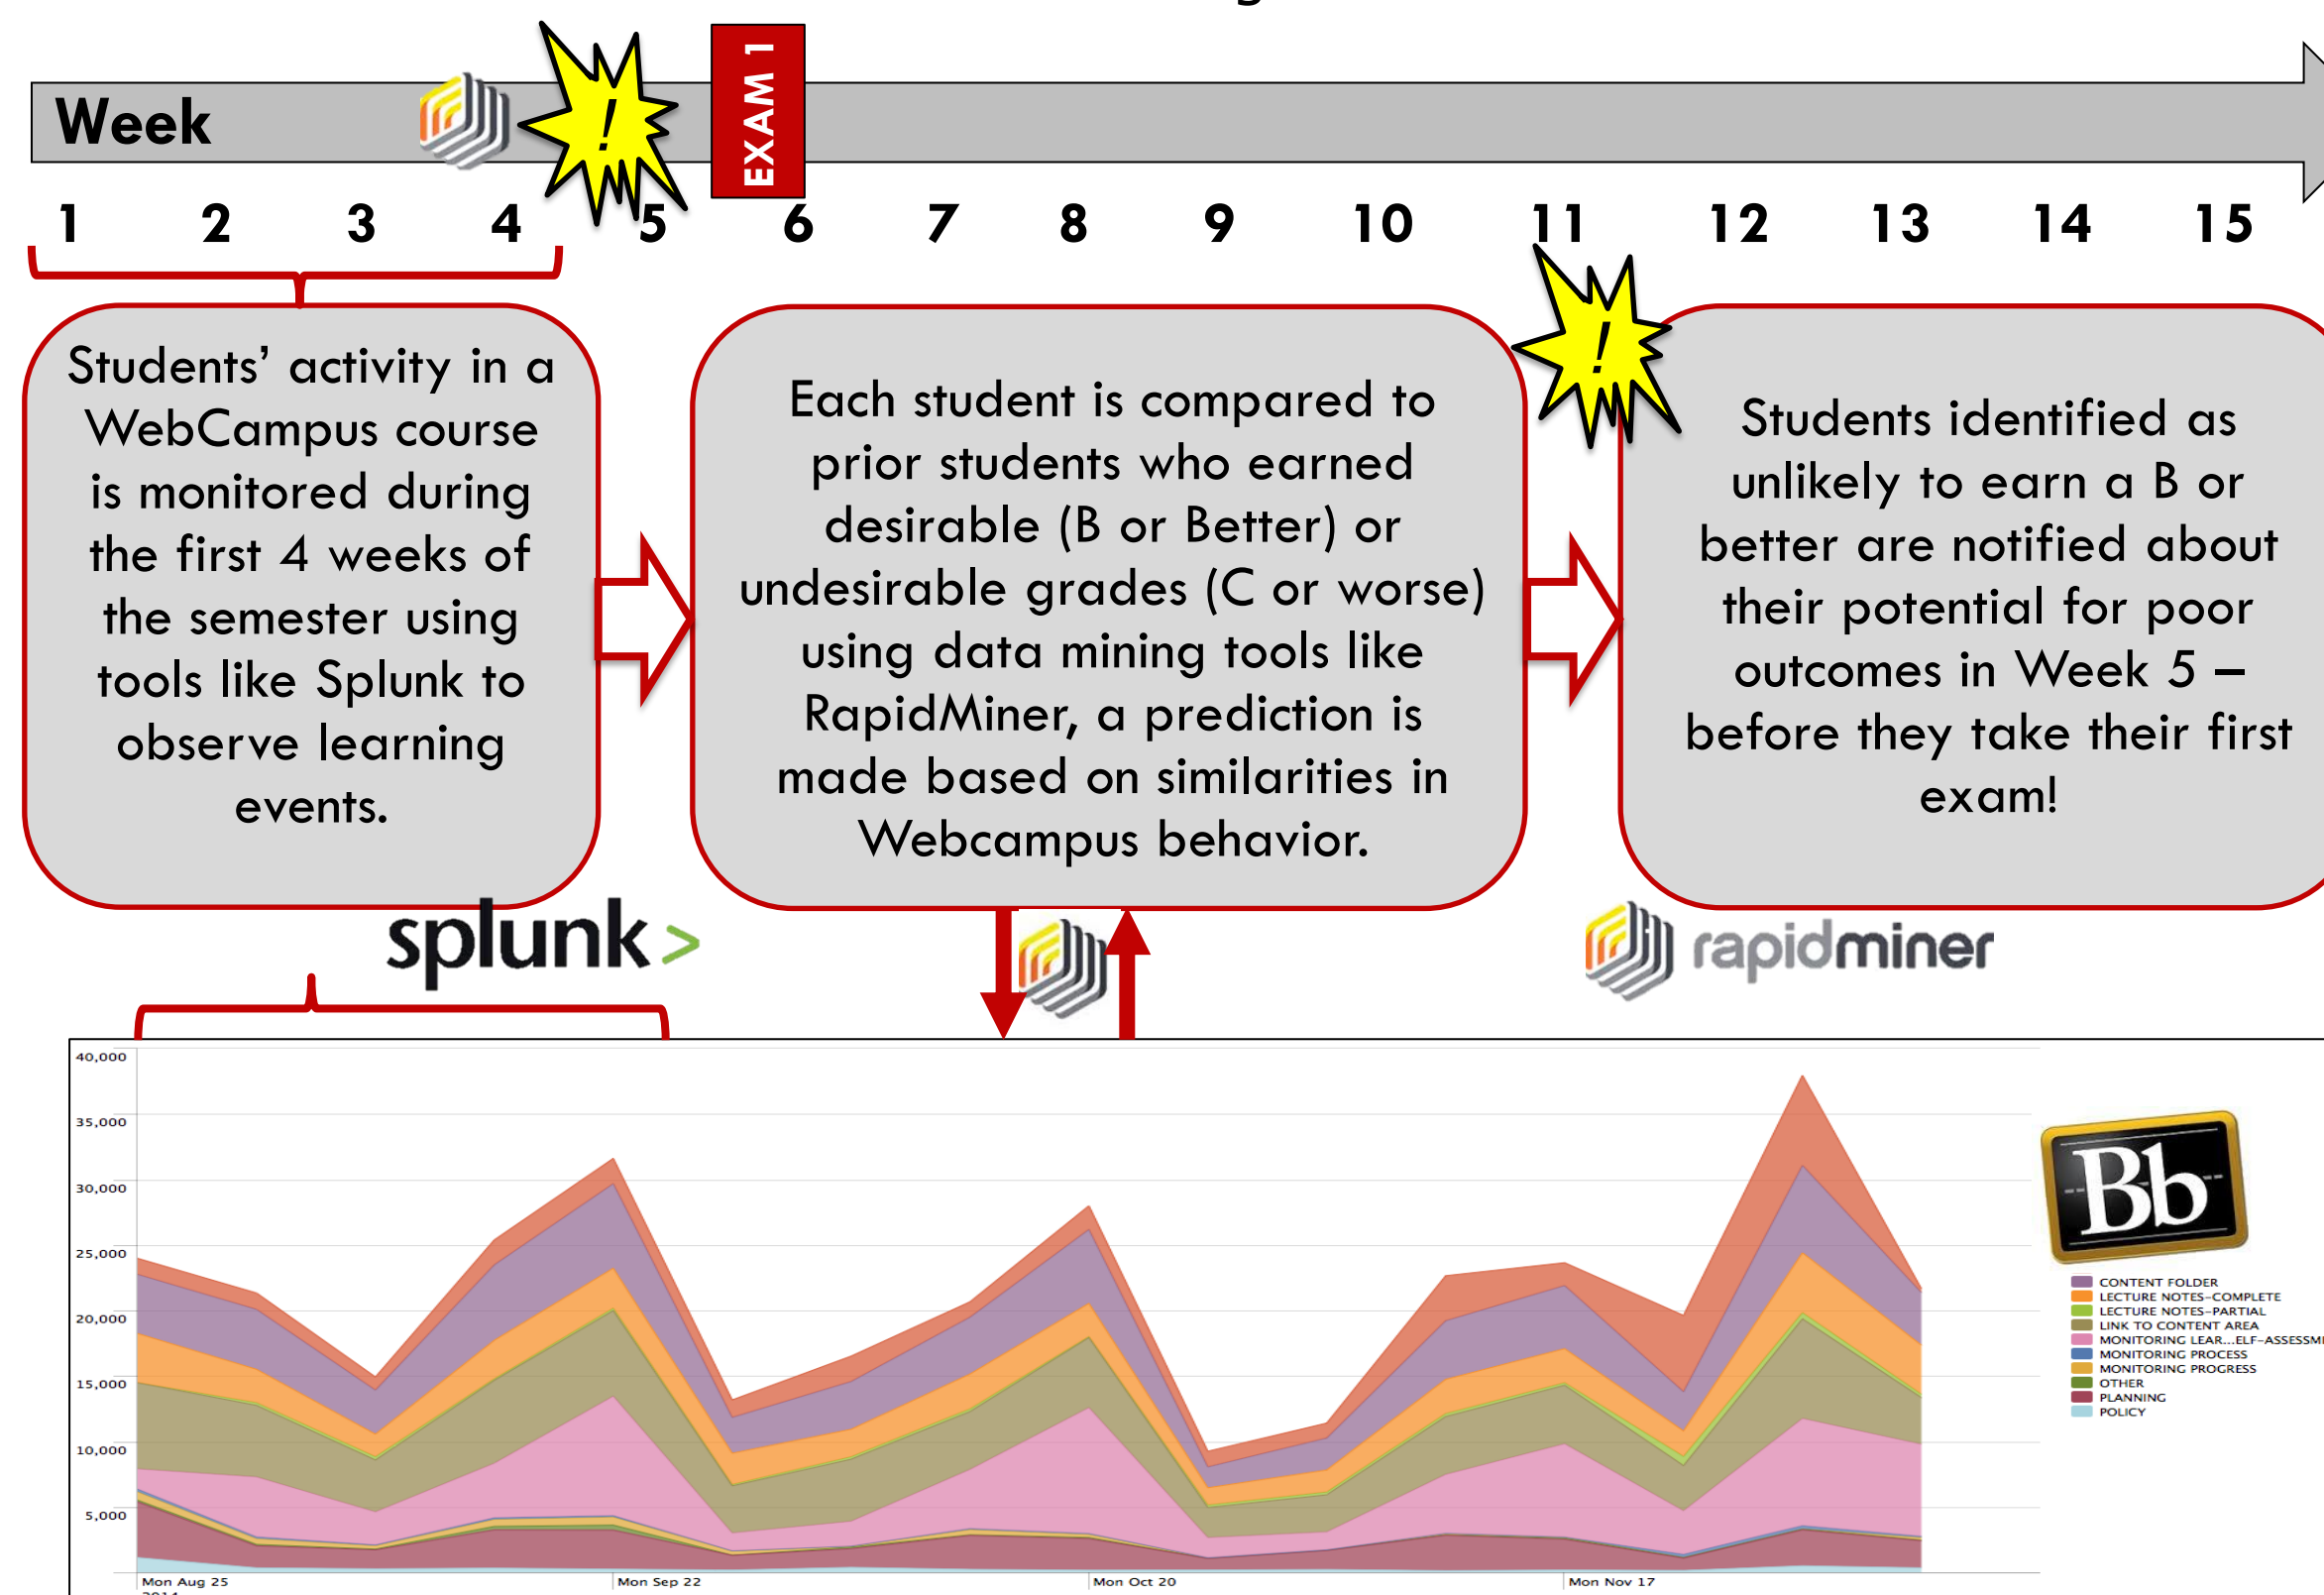 Week
!
EXAM 1
1 2 3 4 5 6 7 8 9 10 11 12 13 14 15
Students’ activity in a
WebCampus course
is monitored during
the first 4 weeks of
the semester using
tools like Splunk to
observe learning
events.
Each student is compared to
prior students who earned
desirable (B or Better) or
undesirable grades (C or worse)
using data mining tools like
RapidMiner, a prediction is
made based on similarities in
Webcampus behavior.
!
Students identified as
unlikely to earn a B or
better are notified about
their potential for poor
outcomes in Week 5 –
before they take their first
exam!
splunk>
rapidminer
40,000
35,000
30,000
25,000
20,000
15,000
10,000
5,000
Mon Aug 25
Mon Sep 22
Mon Oct 20
Mon Nov 17
Bb
CONTENT FOLDER
LECTURE NOTES-COMPLETE
LECTURE NOTES-PARTIAL
LINK TO CONTENT AREA
MONITORING LEAR...ELF-ASSESSM
MONITORING PROCESS
MONITORING PROGRESS
OTHER
PLANNING
POLICY